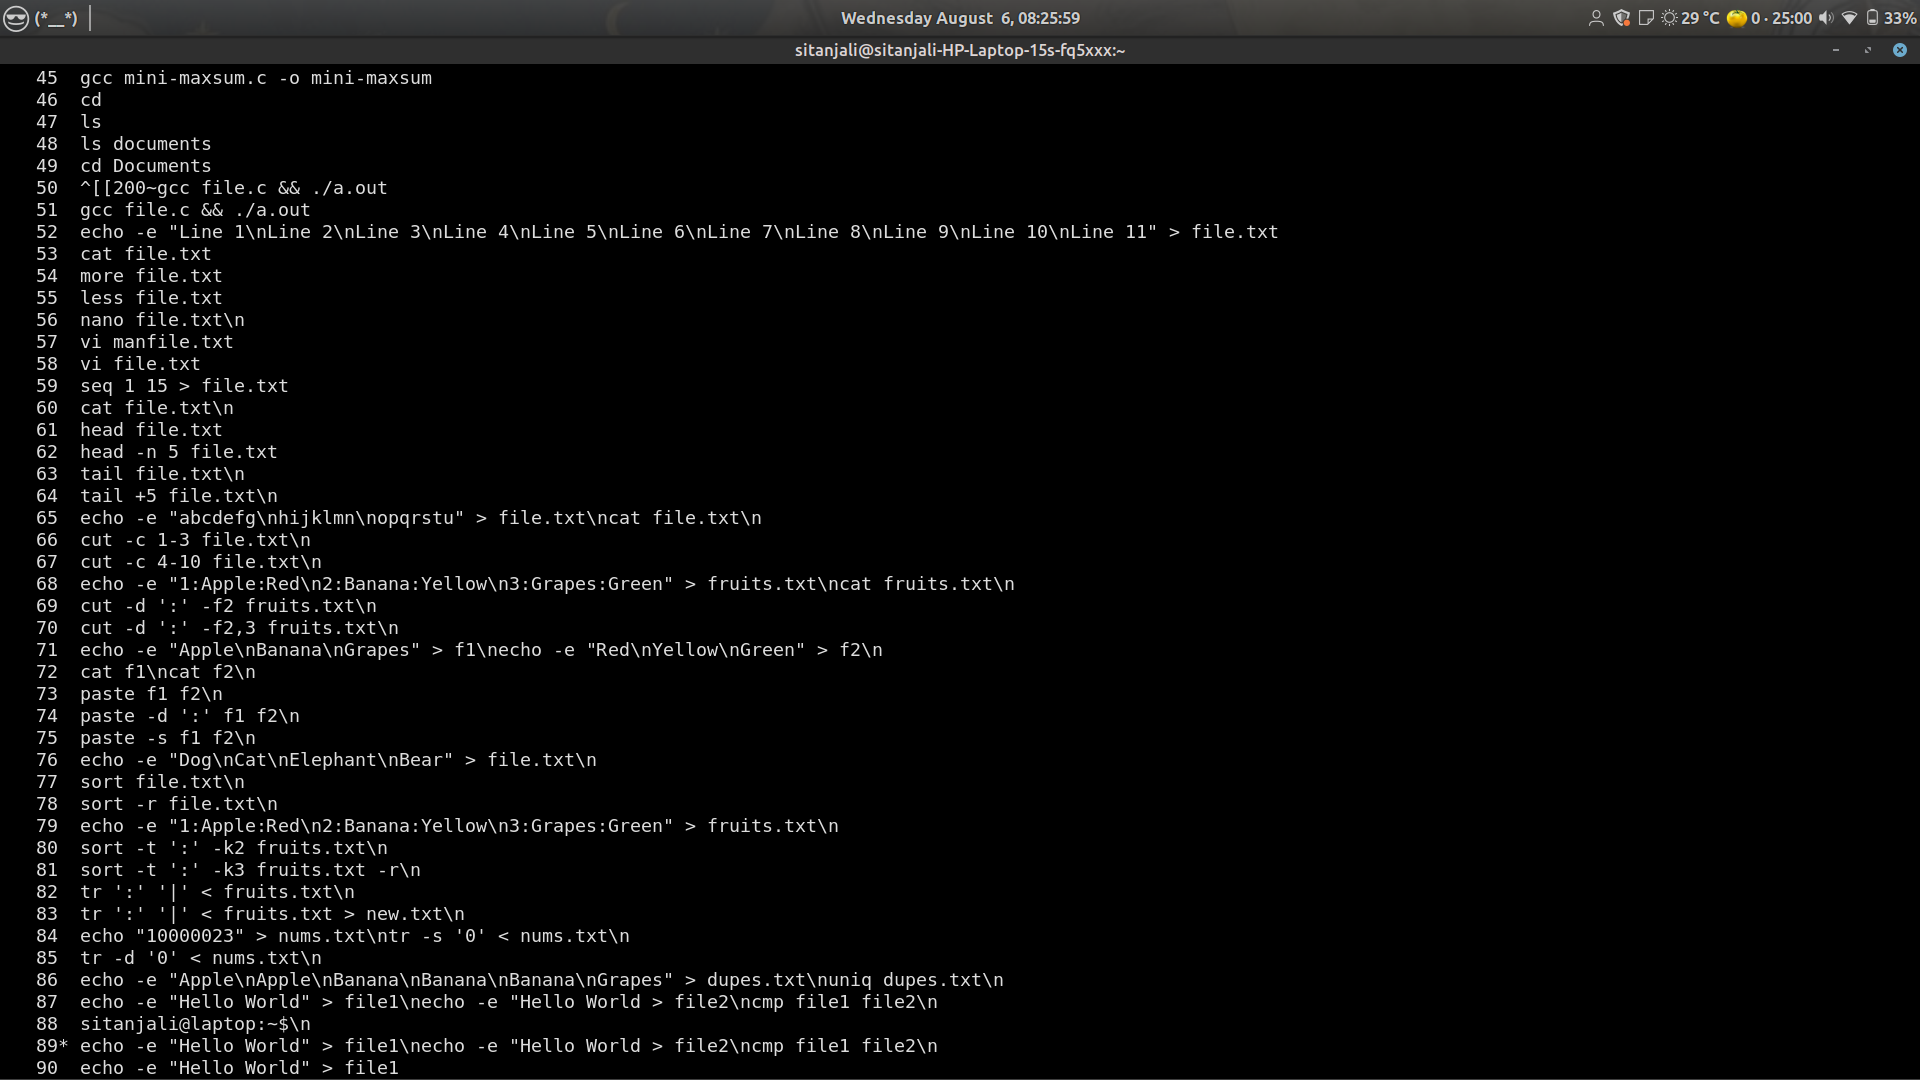 (*__*)
Wednesday August 6, 08:25:59
29 °C 0 · 25:00 33%
sitanjali@sitanjali-HP-Laptop-15s-fq5xxx:~
45 gcc mini-maxsum.c -o mini-maxsum
46 cd
47 ls
48 ls documents
49 cd Documents
50 ^[[200~gcc file.c && ./a.out
51 gcc file.c && ./a.out
52 echo -e "Line 1\nLine 2\nLine 3\nLine 4\nLine 5\nLine 6\nLine 7\nLine 8\nLine 9\nLine 10\nLine 11" > file.txt
53 cat file.txt
54 more file.txt
55 less file.txt
56 nano file.txt\n
57 vi manfile.txt
58 vi file.txt
59 seq 1 15 > file.txt
60 cat file.txt\n
61 head file.txt
62 head -n 5 file.txt
63 tail file.txt\n
64 tail +5 file.txt\n
65 echo -e "abcdefg\nhijklmn\nopqrstu" > file.txt\ncat file.txt\n
66 cut -c 1-3 file.txt\n
67 cut -c 4-10 file.txt\n
68 echo -e "1:Apple:Red\n2:Banana:Yellow\n3:Grapes:Green" > fruits.txt\ncat fruits.txt\n
69 cut -d ':' -f2 fruits.txt\n
70 cut -d ':' -f2,3 fruits.txt\n
71 echo -e "Apple\nBanana\nGrapes" > f1\necho -e "Red\nYellow\nGreen" > f2\n
72 cat f1\ncat f2\n
73 paste f1 f2\n
74 paste -d ':' f1 f2\n
75 paste -s f1 f2\n
76 echo -e "Dog\nCat\nElephant\nBear" > file.txt\n
77 sort file.txt\n
78 sort -r file.txt\n
79 echo -e "1:Apple:Red\n2:Banana:Yellow\n3:Grapes:Green" > fruits.txt\n
80 sort -t ':' -k2 fruits.txt\n
81 sort -t ':' -k3 fruits.txt -r\n
82 tr ':' '|' < fruits.txt\n
83 tr ':' '|' < fruits.txt > new.txt\n
84 echo "10000023" > nums.txt\ntr -s '0' < nums.txt\n
85 tr -d '0' < nums.txt\n
86 echo -e "Apple\nApple\nBanana\nBanana\nBanana\nGrapes" > dupes.txt\nuniq dupes.txt\n
87 echo -e "Hello World" > file1\necho -e "Hello World > file2\ncmp file1 file2\n
88 sitanjali@laptop:~$\n
89* echo -e "Hello World" > file1\necho -e "Hello World > file2\ncmp file1 file2\n
90 echo -e "Hello World" > file1